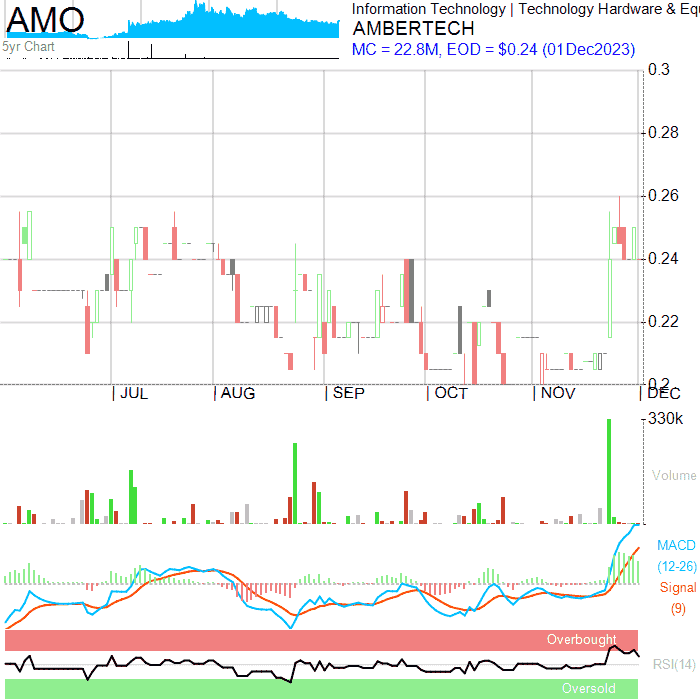 AMO
5yr Chart
Information Technology | Technology Hardware & Equ
AMBERTECH
MC = 22.8M, EOD = $0.24 (01Dec2023)
0.3
0.28
0.26
0.24
0.22
0.2
JUL AUG SEP OCT NOV DEC
330k
Volume
MACD
(12-26)
Signal
(9)
Overbought
RSI(14)
Oversold